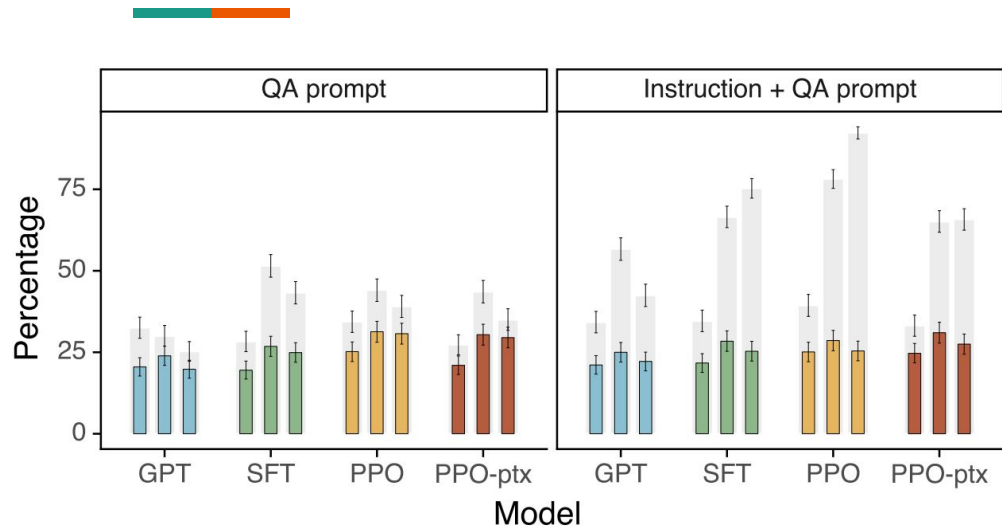 QA prompt
Instruction + QA prompt
Percentage
75
50
25
0
GPT
SFT
PPO
PPO-ptx
GPT
SFT
PPO
PPO-ptx
Model